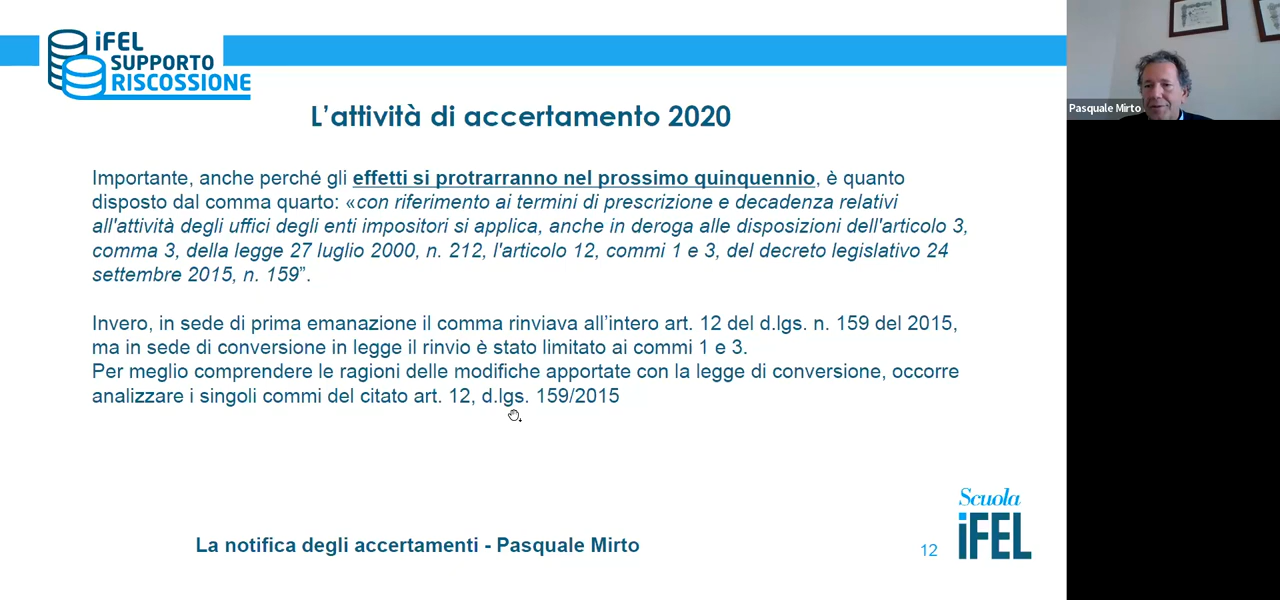 iFEL
SUPPORTO
RISCOSSIONE
L'attività di accertamento 2020
Importante, anche perché gli effetti si protrarranno nel prossimo quinquennio, è quanto
disposto dal comma quarto: «con riferimento ai termini di prescrizione e decadenza relativi
all'attività degli uffici degli enti impositori si applica, anche in deroga alle disposizioni dell'articolo 3,
comma 3, della legge 27 luglio 2000, n. 212, l'articolo 12, commi 1 e 3, del decreto legislativo 24
settembre 2015, n. 159”.
Invero, in sede di prima emanazione il comma rinviava all’intero art. 12 del d.lgs. n. 159 del 2015,
ma in sede di conversione in legge il rinvio è stato limitato ai commi 1 e 3.
Per meglio comprendere le ragioni delle modifiche apportate con la legge di conversione, occorre
analizzare i singoli commi del citato art. 12, d.lgs. 159/2015
La notifica degli accertamenti - Pasquale Mirto
12
Scuola
iFEL
Pasquale Mirto